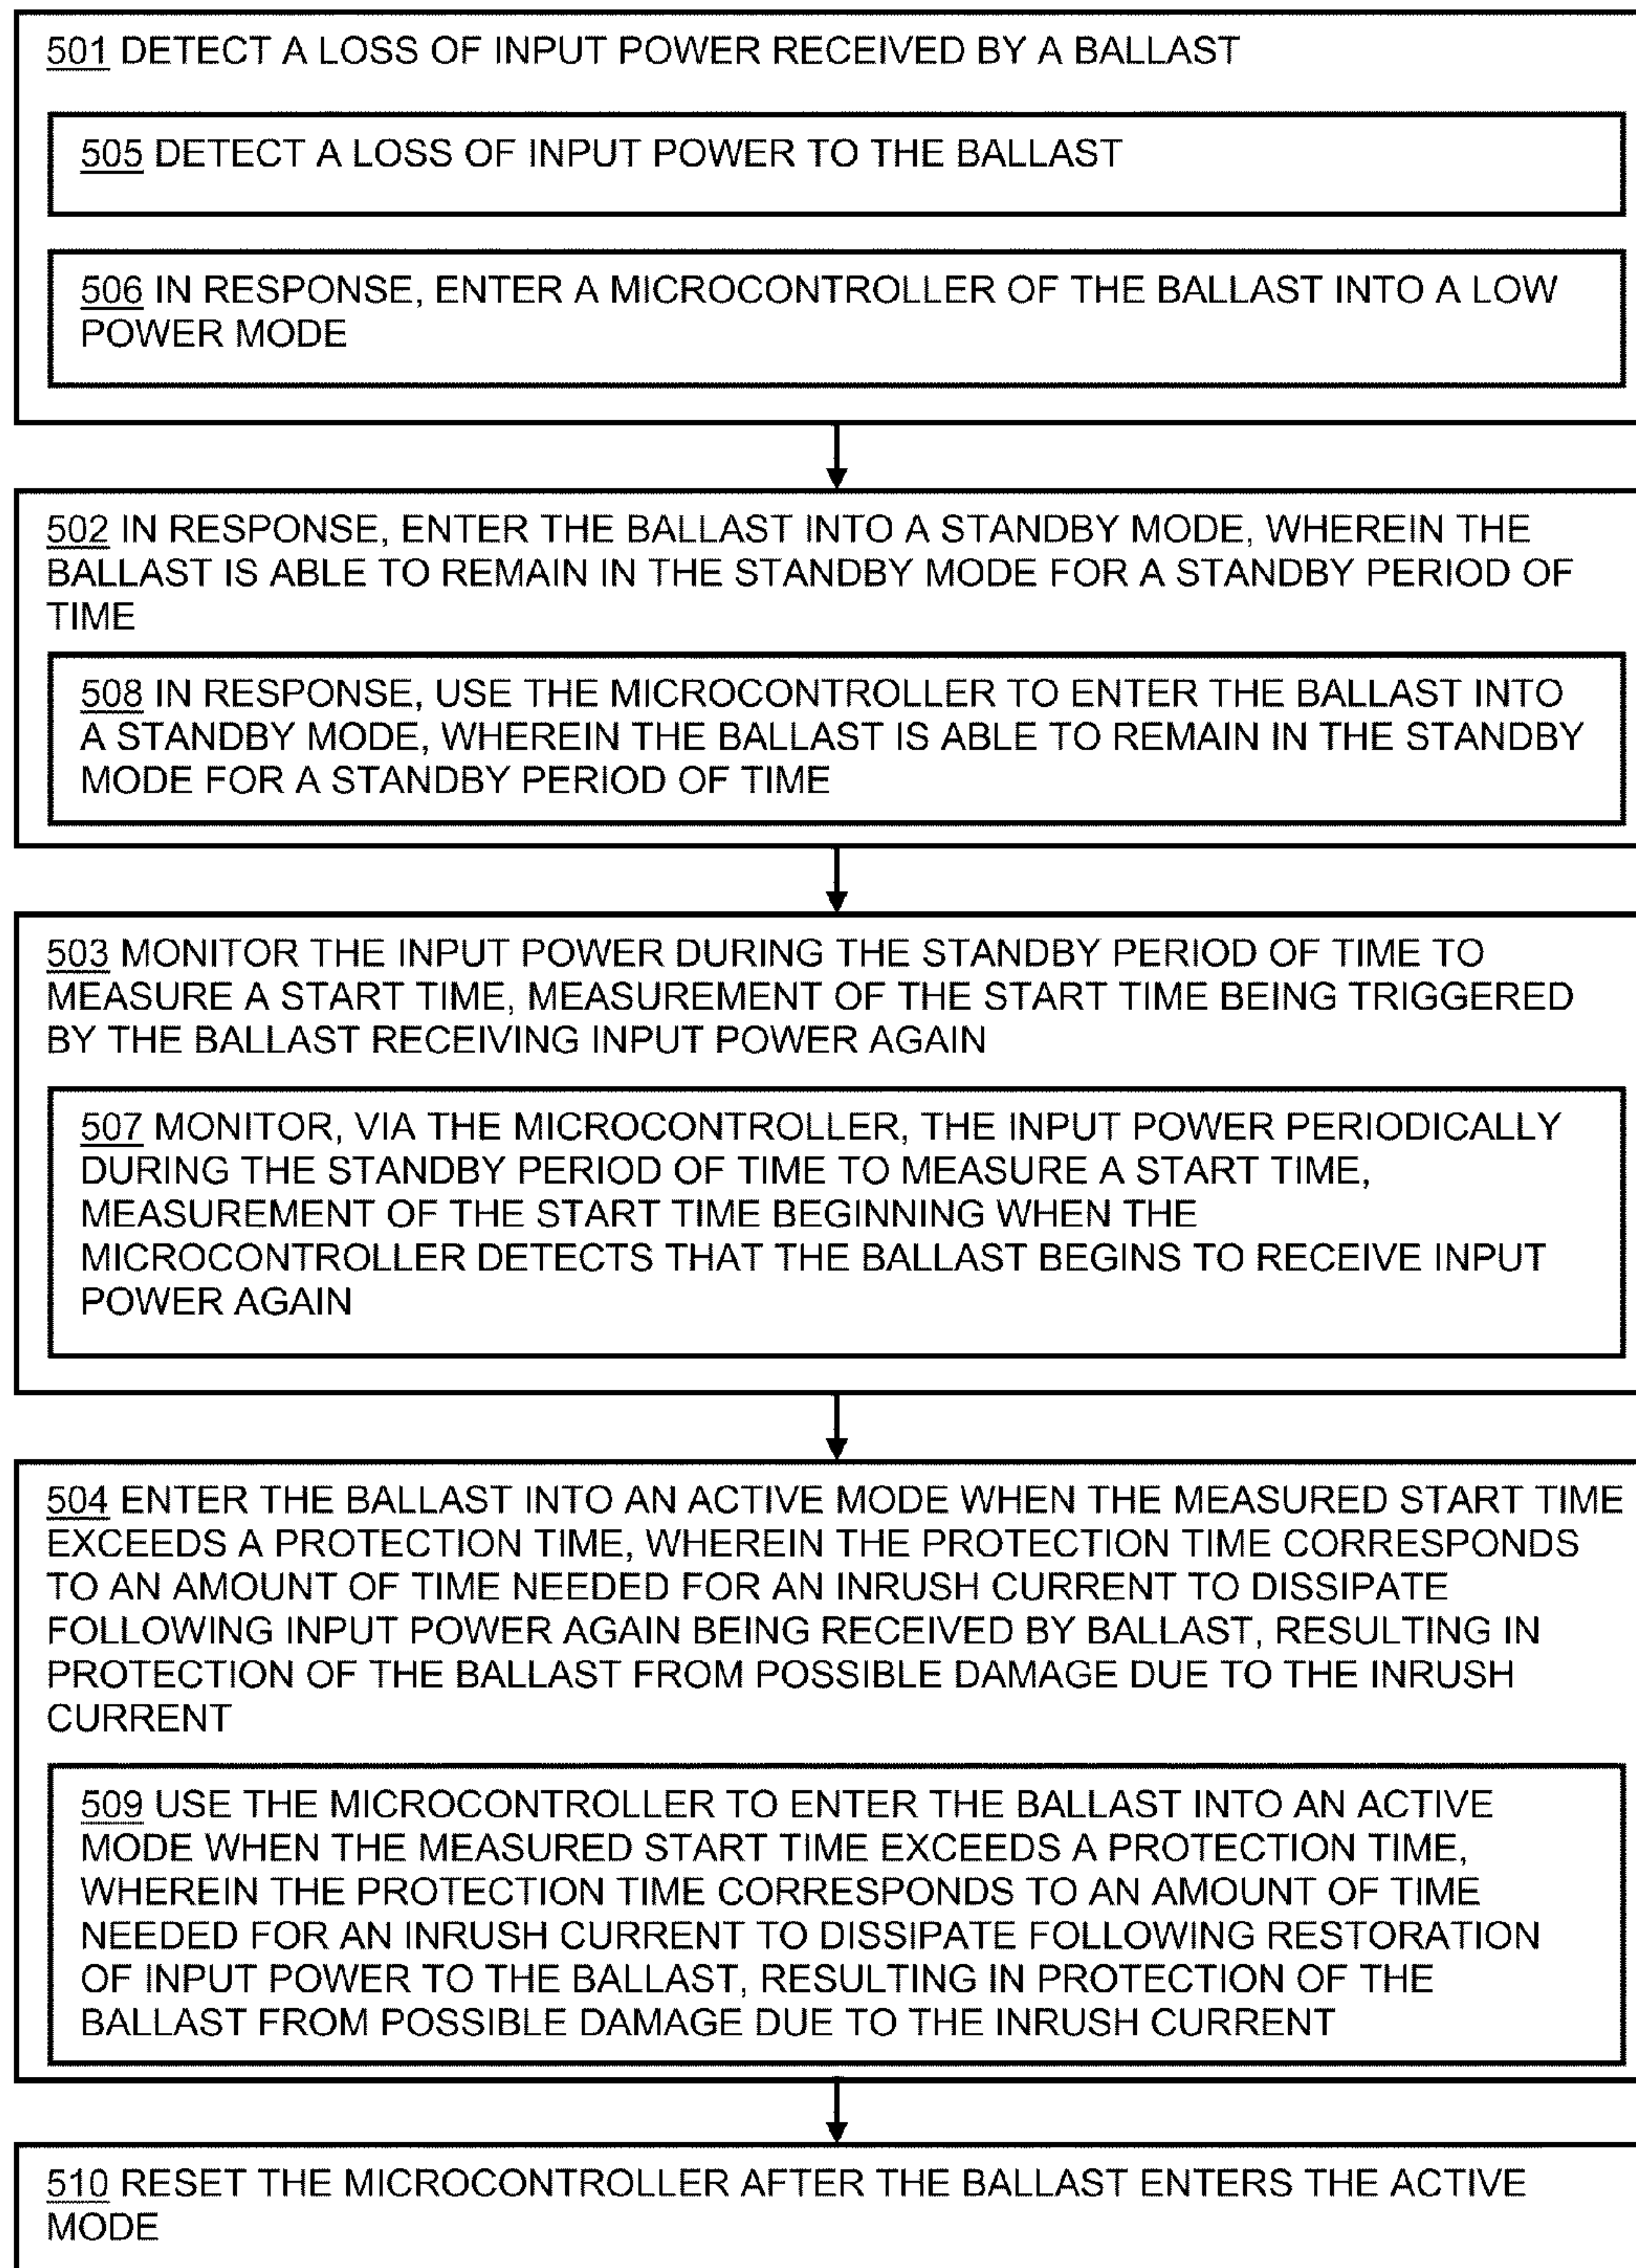 501 DETECT A LOSS OF INPUT POWER RECEIVED BY A BALLAST
505 DETECT A LOSS OF INPUT POWER TO THE BALLAST
506 IN RESPONSE, ENTER A MICROCONTROLLER OF THE BALLAST INTO A LOW
POWER MODE
502 IN RESPONSE, ENTER THE BALLAST INTO A STANDBY MODE, WHEREIN THE
BALLAST IS ABLE TO REMAIN IN THE STANDBY MODE FOR A STANDBY PERIOD OF
TIME
508 IN RESPONSE, USE THE MICROCONTROLLER TO ENTER THE BALLAST INTO
A STANDBY MODE, WHEREIN THE BALLAST IS ABLE TO REMAIN IN THE STANDBY
MODE FOR A STANDBY PERIOD OF TIME
503 MONITOR THE INPUT POWER DURING THE STANDBY PERIOD OF TIME TO
MEASURE A START TIME, MEASUREMENT OF THE START TIME BEING TRIGGERED
BY THE BALLAST RECEIVING INPUT POWER AGAIN
507 MONITOR, VIA THE MICROCONTROLLER, THE INPUT POWER PERIODICALLY
DURING THE STANDBY PERIOD OF TIME TO MEASURE A START TIME,
MEASUREMENT OF THE START TIME BEGINNING WHEN THE
MICROCONTROLLER DETECTS THAT THE BALLAST BEGINS TO RECEIVE INPUT
POWER AGAIN
504 ENTER THE BALLAST INTO AN ACTIVE MODE WHEN THE MEASURED START TIME
EXCEEDS A PROTECTION TIME, WHEREIN THE PROTECTION TIME CORRESPONDS
TO AN AMOUNT OF TIME NEEDED FOR AN INRUSH CURRENT TO DISSIPATE
FOLLOWING INPUT POWER AGAIN BEING RECEIVED BY BALLAST, RESULTING IN
PROTECTION OF THE BALLAST FROM POSSIBLE DAMAGE DUE TO THE INRUSH
CURRENT
509 USE THE MICROCONTROLLER TO ENTER THE BALLAST INTO AN ACTIVE
MODE WHEN THE MEASURED START TIME EXCEEDS A PROTECTION TIME,
WHEREIN THE PROTECTION TIME CORRESPONDS TO AN AMOUNT OF TIME
NEEDED FOR AN INRUSH CURRENT TO DISSIPATE FOLLOWING RESTORATION
OF INPUT POWER TO THE BALLAST, RESULTING IN PROTECTION OF THE
BALLAST FROM POSSIBLE DAMAGE DUE TO THE INRUSH CURRENT
510 RESET THE MICROCONTROLLER AFTER THE BALLAST ENTERS THE ACTIVE
MODE